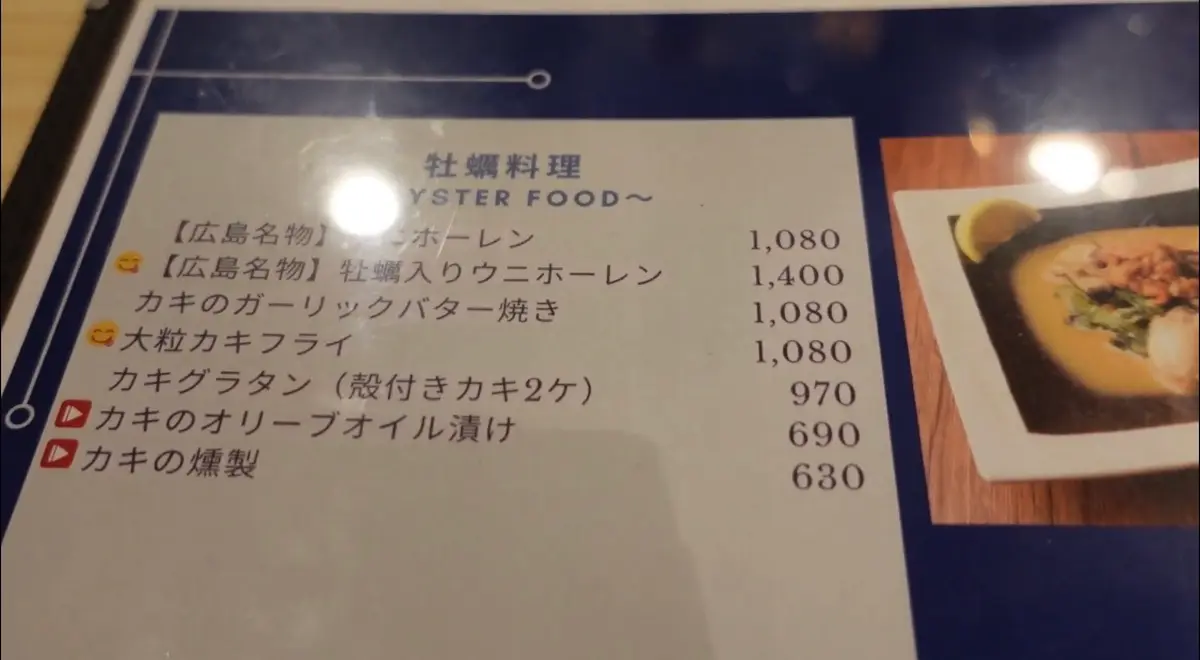 牡蠣料理
YSTER FOOD～
【広島名物】 ニホーレン 1,080
【広島名物】牡蠣入りウニホーレン 1,400
カキのガーリックバター焼き 1,080
大粒カキフライ 1,080
カキグラタン（殻付きカキ2ケ） 970
カキのオリーブオイル漬け 690
カキの燻製 630